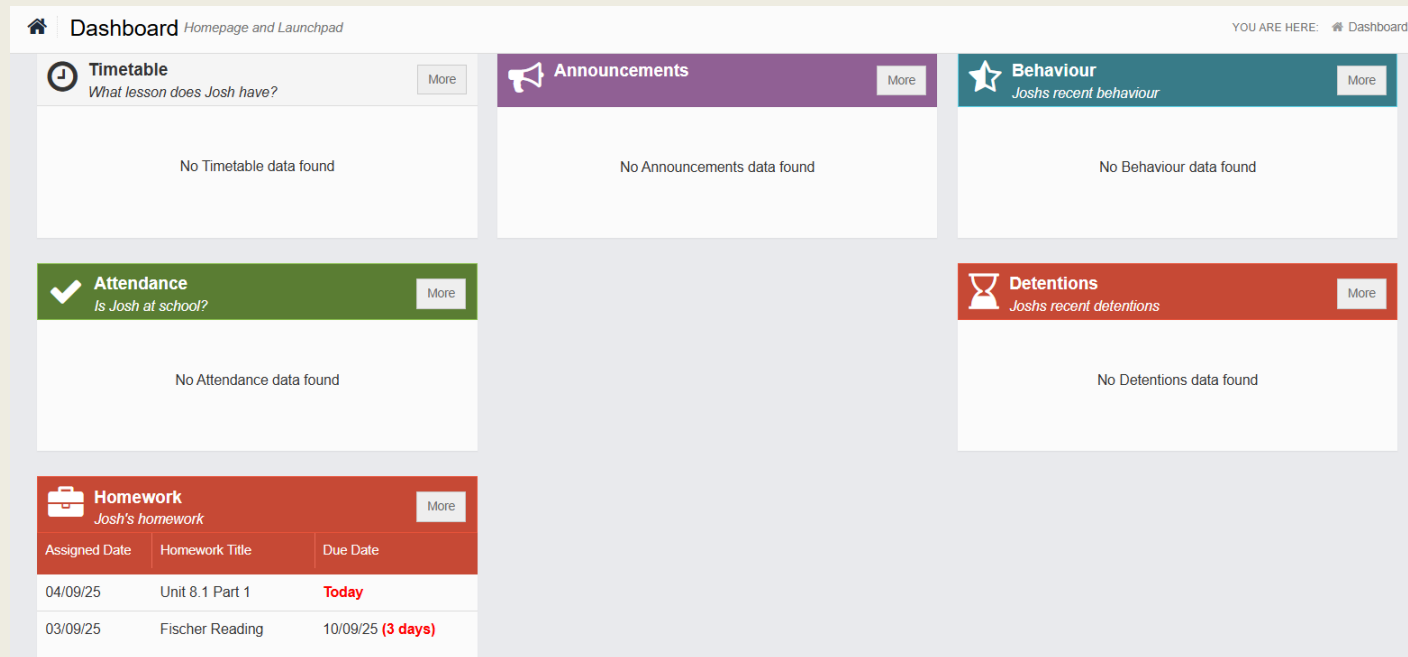 Dashboard Homepage and Launchpad
YOU ARE HERE: Dashboard
Timetable
What lesson does Josh have?
More
No Timetable data found
Announcements
More
No Announcements data found
Behaviour
Joshs recent behaviour
More
No Behaviour data found
Attendance
Is Josh at school?
More
No Attendance data found
Detentions
Joshs recent detentions
More
No Detentions data found
Homework
Josh's homework
More
Assigned Date Homework Title Due Date
04/09/25 Unit 8.1 Part 1 Today
03/09/25 Fischer Reading 10/09/25 (3 days)